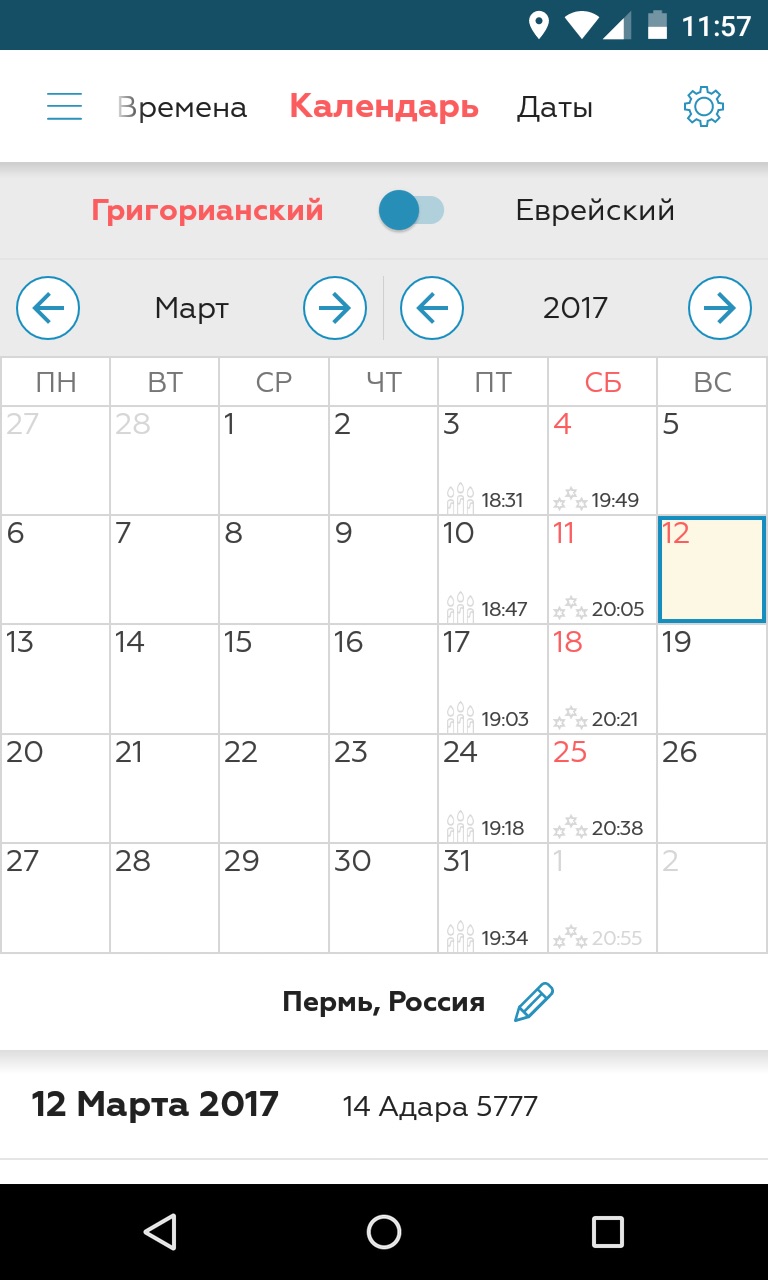 11:57
Времена Календарь Даты
Григорианский Еврейский
Март 2017
ПН ВТ СР ЧТ ПТ СБ ВС
27 28 1 2 3 4 5
18:31 19:49
6 7 8 9 10 11 12
18:47 20:05
13 14 15 16 17 18 19
19:03 20:21
20 21 22 23 24 25 26
19:18 20:38
27 28 29 30 31 1 2
19:34 20:55
Пермь, Россия
12 Марта 2017 14 Адара 5777